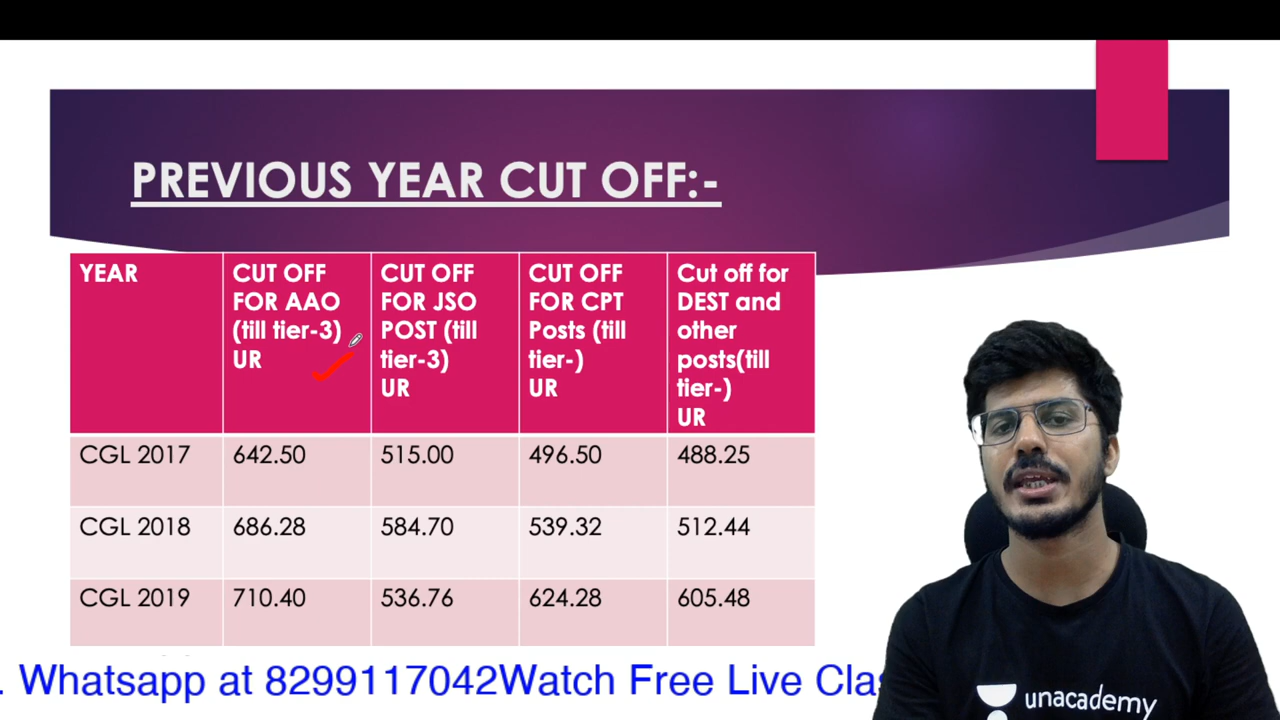 PREVIOUS YEAR CUT OFF:-
YEAR
CUT OFF
FOR AAO
(till tier-3)
UR
CUT OFF
FOR JSO
POST (till
tier-3)
UR
CUT OFF
FOR CPT
Posts (till
tier-)
UR
Cut off for
DEST and
other
posts(till
tier-)
UR
CGL 2017 642.50 515.00 496.50 488.25
CGL 2018 686.28 584.70 539.32 512.44
CGL 2019 710.40 536.76 624.28 605.48
. Whatsapp at 8299117042Watch Free Live Clas
unacademy